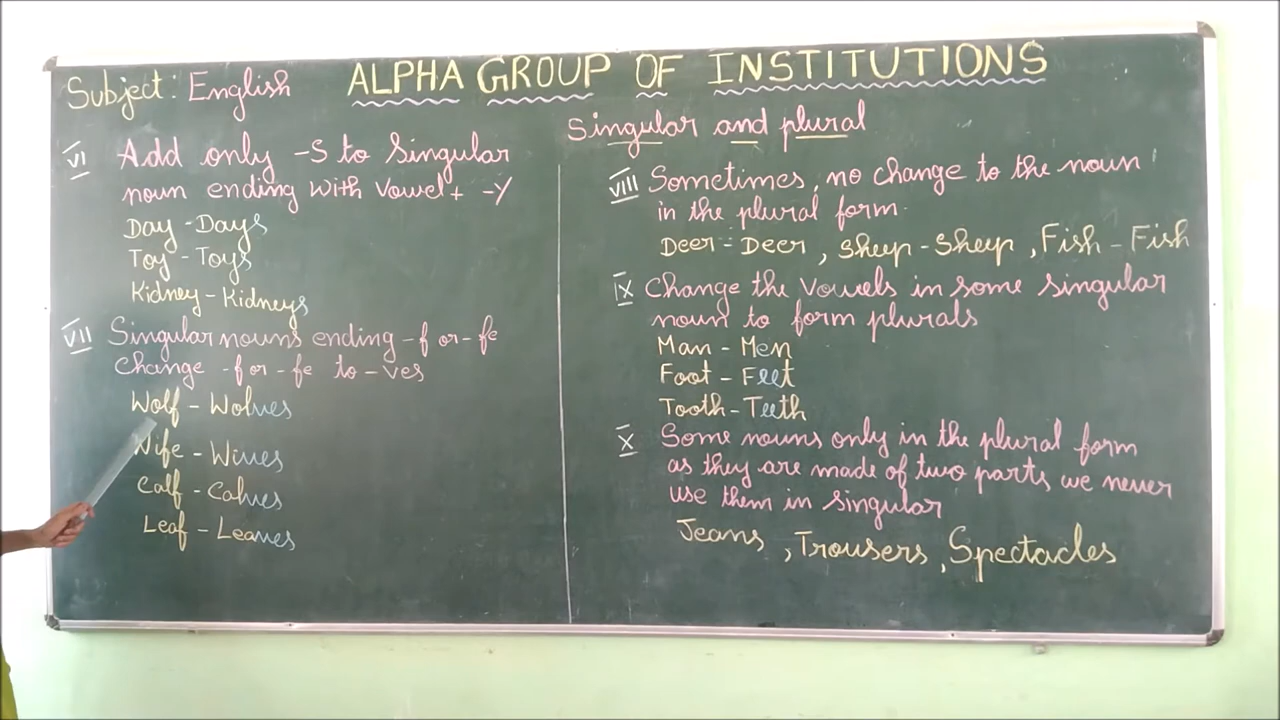 Subject: English
ALPHA GROUP OF INSTITUTIONS
Singular and plural
VI Add only -s to Singular
noun ending with vowel + -y
Day - Days
Toy - Toys
Kidney - Kidneys
VII Singular nouns ending -f or -fe
change -f or -fe to -ves
Wolf - Wolves
Wife - Wives
Calf - Calves
Leaf - Leaves
VIII Sometimes, no change to the noun
in the plural form.
Deer - Deer, Sheep - Sheep, Fish - Fish
IX Change the vowels in some singular
noun to form plurals
Man - Men
Foot - Feet
Tooth - Teeth
X Some nouns only in the plural form
as they are made of two parts, we never
use them in singular
Jeans, Trousers, Spectacles